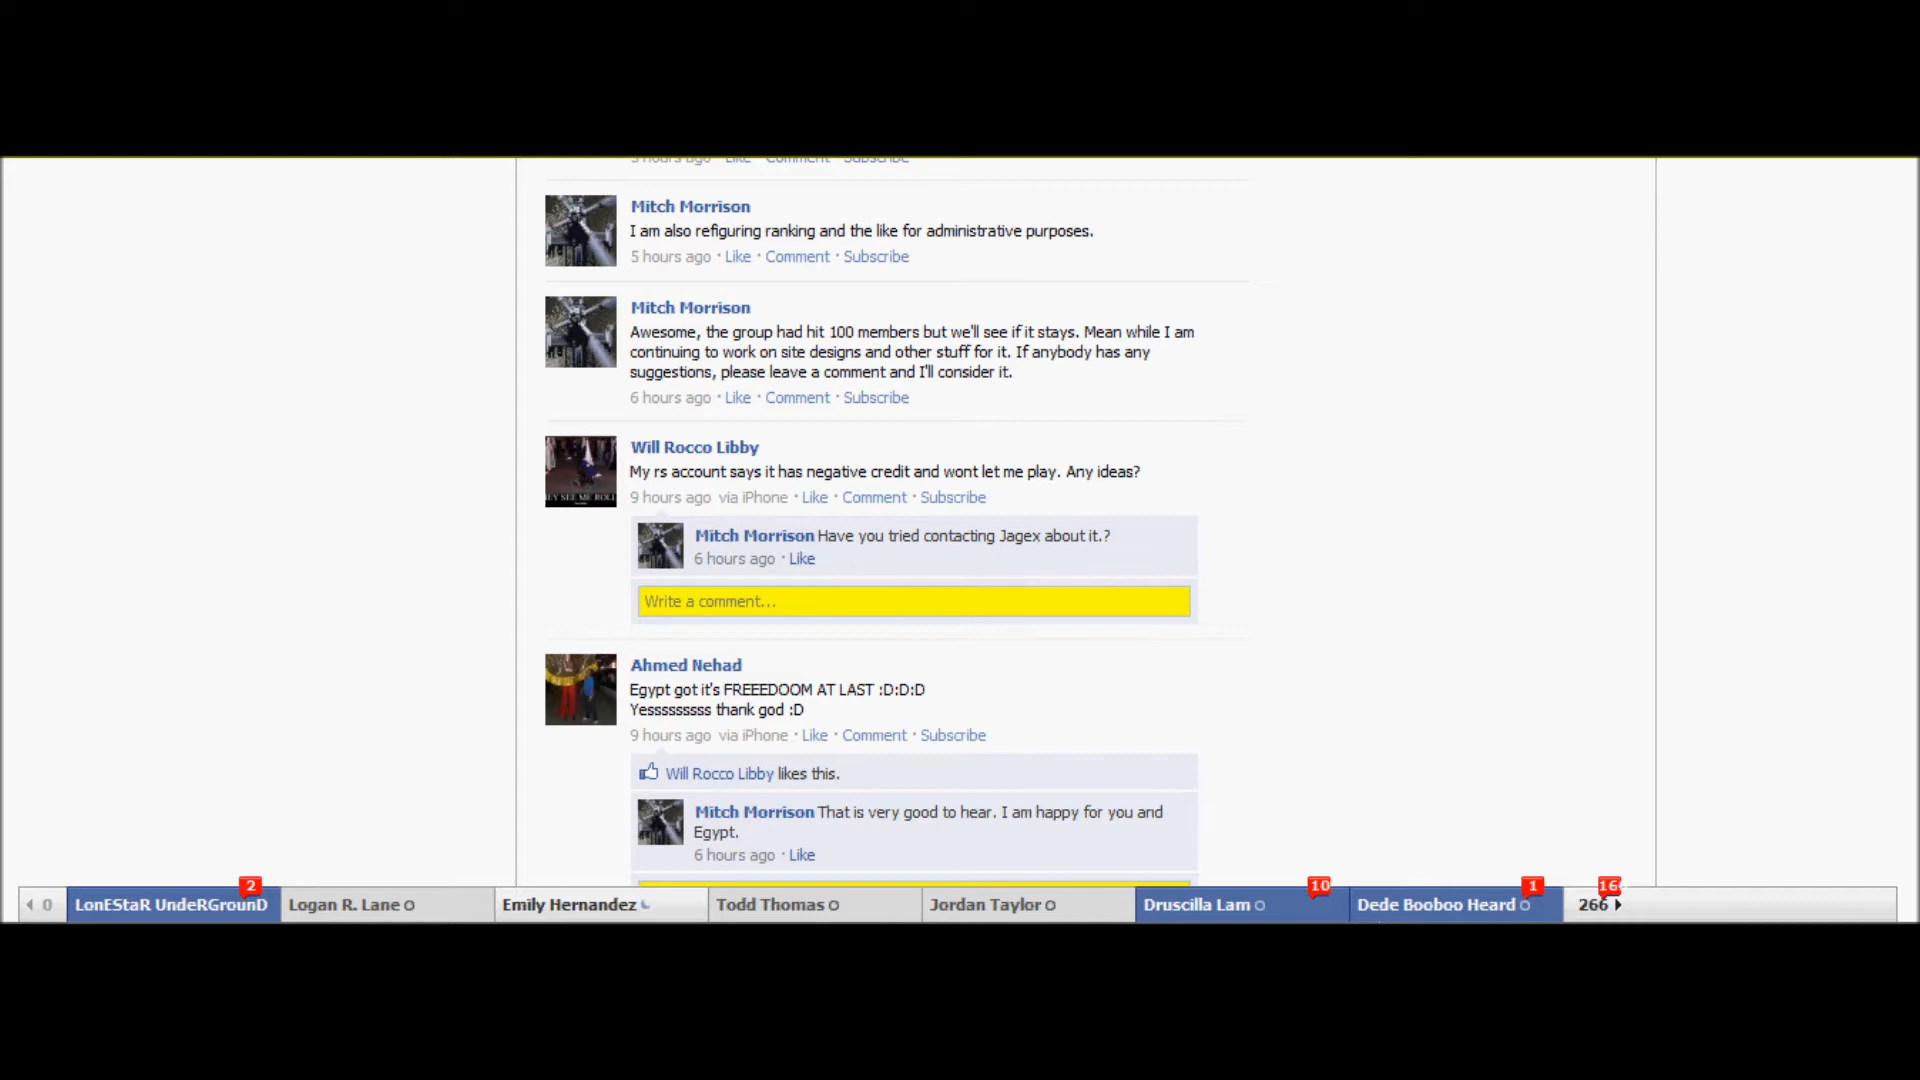 5 hours ago · Like · Comment · Subscribe
Mitch Morrison
I am also refiguring ranking and the like for administrative purposes.
5 hours ago · Like · Comment · Subscribe
Mitch Morrison
Awesome, the group had hit 100 members but we'll see if it stays. Mean while I am
continuing to work on site designs and other stuff for it. If anybody has any
suggestions, please leave a comment and I'll consider it.
6 hours ago · Like · Comment · Subscribe
Will Rocco Libby
My rs account says it has negative credit and wont let me play. Any ideas?
9 hours ago via iPhone · Like · Comment · Subscribe
Mitch Morrison Have you tried contacting Jagex about it.?
6 hours ago · Like
Write a comment...
Ahmed Nehad
Egypt got it's FREEEDOOM AT LAST :D:D:D
Yesssssssss thank god :D
9 hours ago via iPhone · Like · Comment · Subscribe
Will Rocco Libby likes this.
Mitch Morrison That is very good to hear. I am happy for you and
Egypt.
6 hours ago · Like
0 LonEStaR UndeRGrounD 2 Logan R. Lane Emily Hernandez Todd Thomas Jordan Taylor Druscilla Lam 10 Dede Booboo Heard 1 266